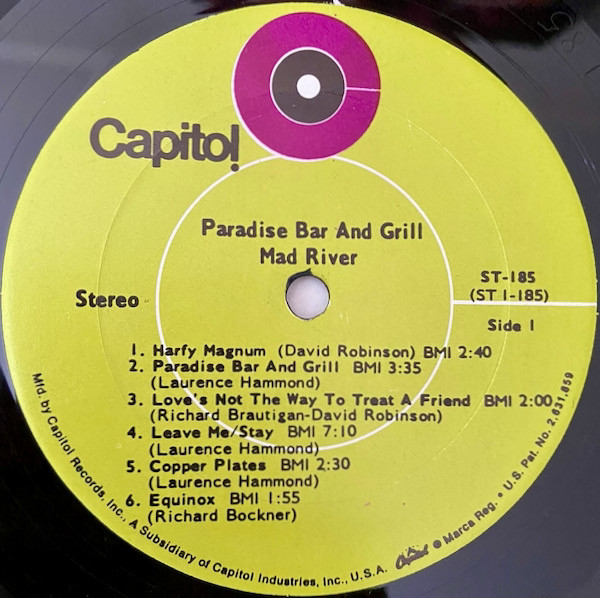 Capitol
Paradise Bar And Grill
Mad River
Stereo
ST-185
(ST 1-185)
Side 1
1. Harfy Magnum (David Robinson) BMI 2:40
2. Paradise Bar And Grill BMI 3:35
(Laurence Hammond)
3. Love's Not The Way To Treat A Friend BMI 2:00
(Richard Brautigan-David Robinson)
4. Leave Me/Stay BMI 7:10
(Laurence Hammond)
5. Copper Plates BMI 2:30
(Laurence Hammond)
6. Equinox BMI 1:55
(Richard Bockner)
Mfd. by Capitol Records, Inc., A Subsidiary of Capitol Industries, Inc., U.S.A. Capitol ® Marca Reg. • U.S. Pat. No. 2,631,859